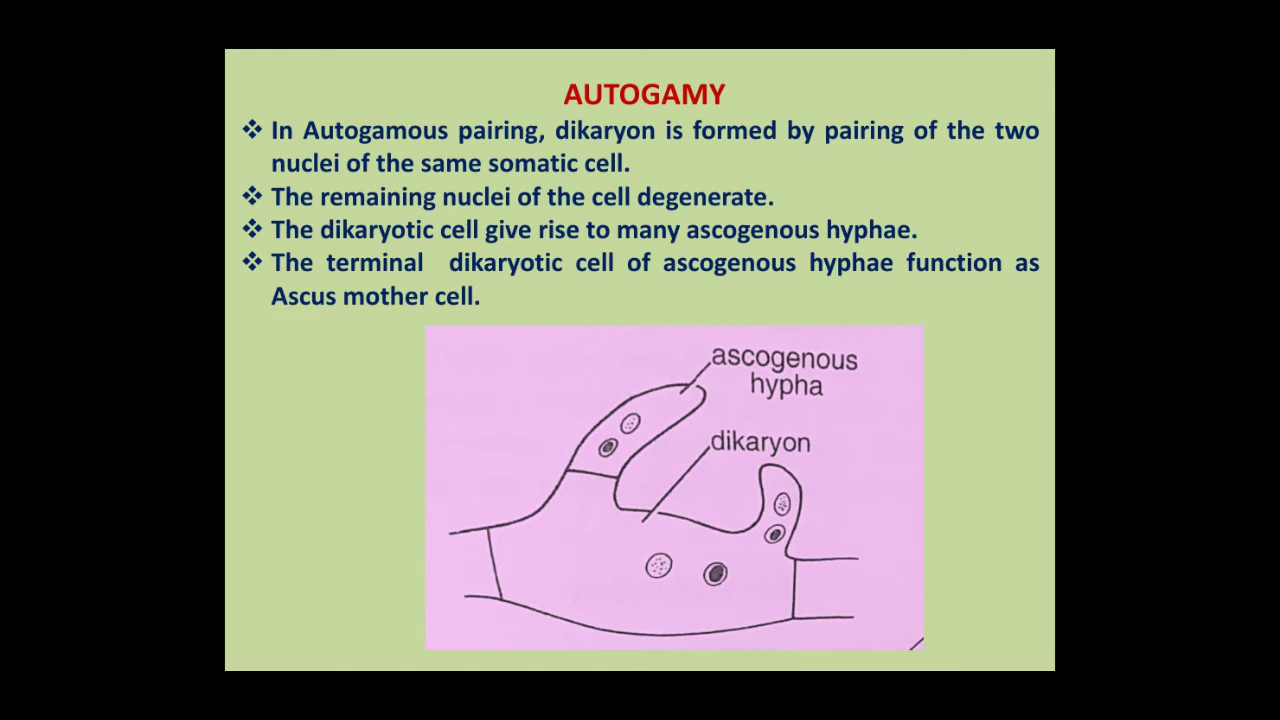 AUTOGAMY
❖ In Autogamous pairing, dikaryon is formed by pairing of the two
nuclei of the same somatic cell.
❖ The remaining nuclei of the cell degenerate.
❖ The dikaryotic cell give rise to many ascogenous hyphae.
❖ The terminal dikaryotic cell of ascogenous hyphae function as
Ascus mother cell.
ascogenous
hypha
dikaryon